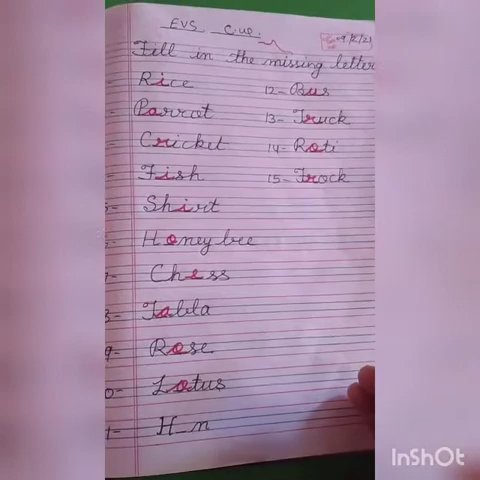 EVS C.W.
Fill in the missing letter
Rice 12- Bus
Parrot 13- Truck
Cricket 14- Roti
Fish 15- Frock
Shirt
Honey bee
Chess
Tabla
9- Rose
Lotus
H_n
InShOt